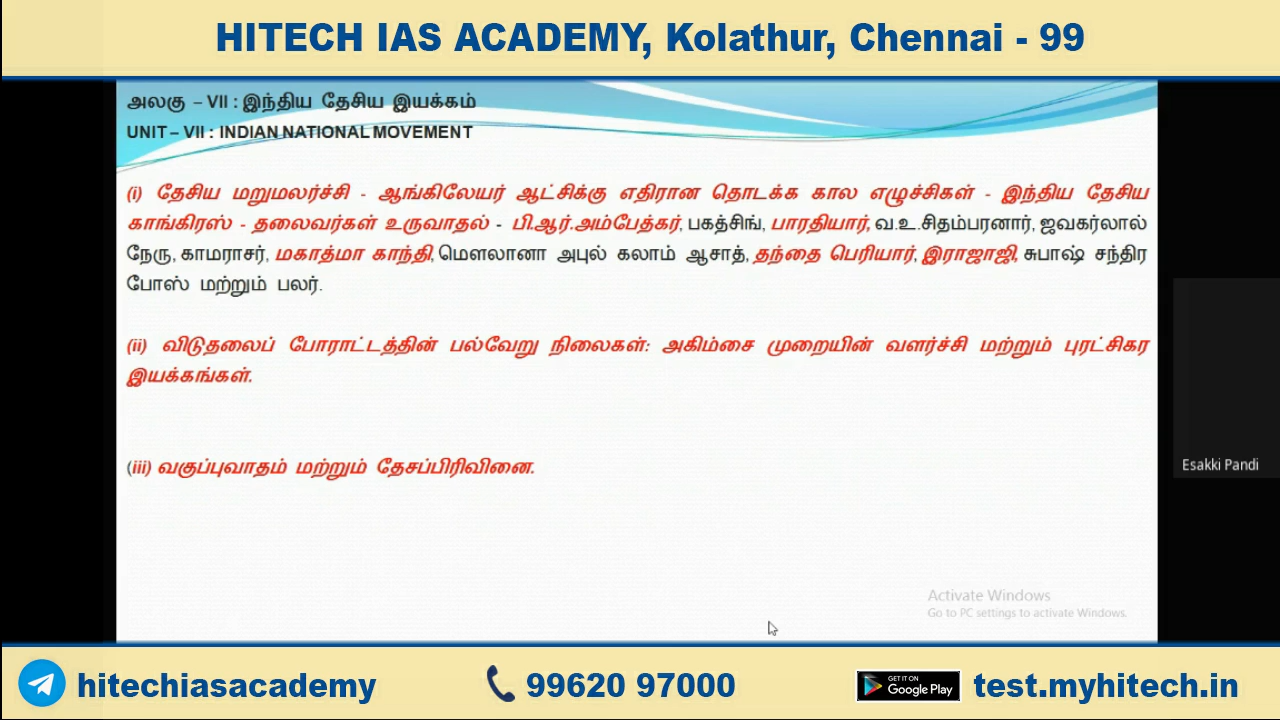 HITECH IAS ACADEMY, Kolathur, Chennai - 99
அலகு – VII : இந்திய தேசிய இயக்கம்
UNIT – VII : INDIAN NATIONAL MOVEMENT
(i) தேசிய மறுமலர்ச்சி - ஆங்கிலேயர் ஆட்சிக்கு எதிரான தொடக்க கால எழுச்சிகள் - இந்திய தேசிய
காங்கிரஸ் - தலைவர்கள் உருவாதல் - பி.ஆர்.அம்பேத்கர், பகத்சிங், பாரதியார், வ.உ.சிதம்பரனார், ஜவகர்லால்
நேரு, காமராசர், மகாத்மா காந்தி, மௌலானா அபுல் கலாம் ஆசாத், தந்தை பெரியார், இராஜாஜி, சுபாஷ் சந்திர
போஸ் மற்றும் பலர்.
(ii) விடுதலைப் போராட்டத்தின் பல்வேறு நிலைகள்: அகிம்சை முறையின் வளர்ச்சி மற்றும் புரட்சிகர
இயக்கங்கள்.
(iii) வகுப்புவாதம் மற்றும் தேசப்பிரிவினை.
Esakki Pandi
Activate Windows
Go to PC settings to activate Windows.
hitechiasacademy
99620 97000
GET IT ON
Google Play
test.myhitech.in